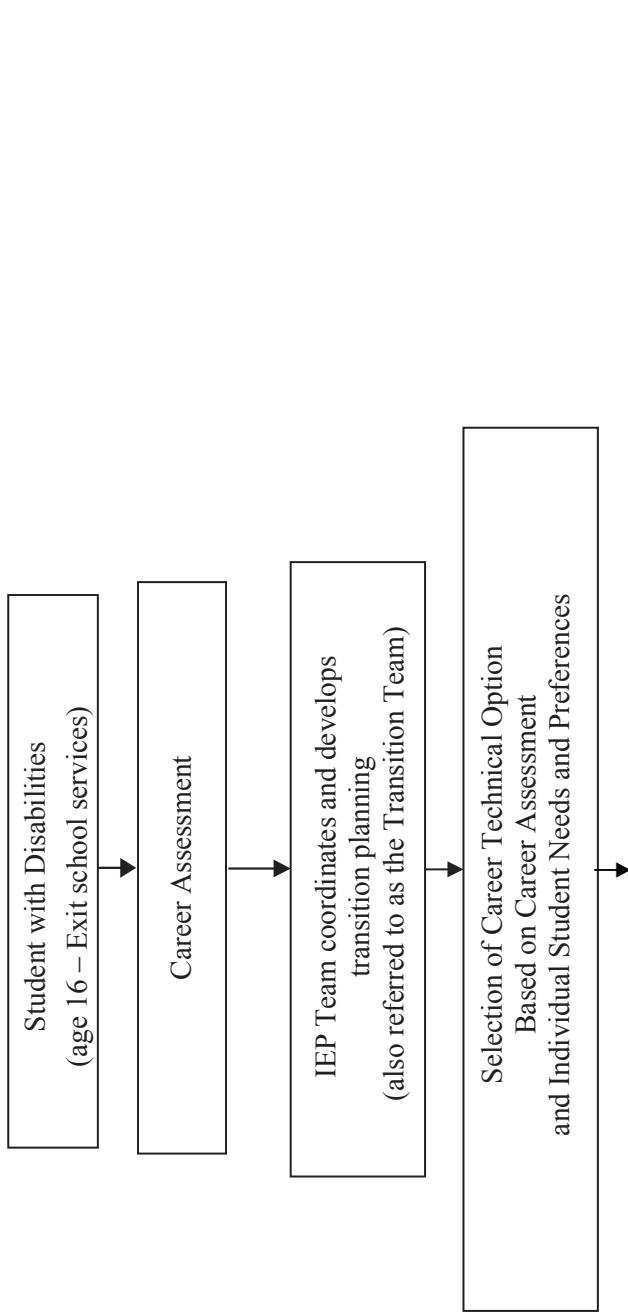 Student with Disabilities
(age 16 – Exit school services)
Career Assessment
IEP Team coordinates and develops
transition planning
(also referred to as the Transition Team)
Selection of Career Technical Option
Based on Career Assessment
and Individual Student Needs and Preferences